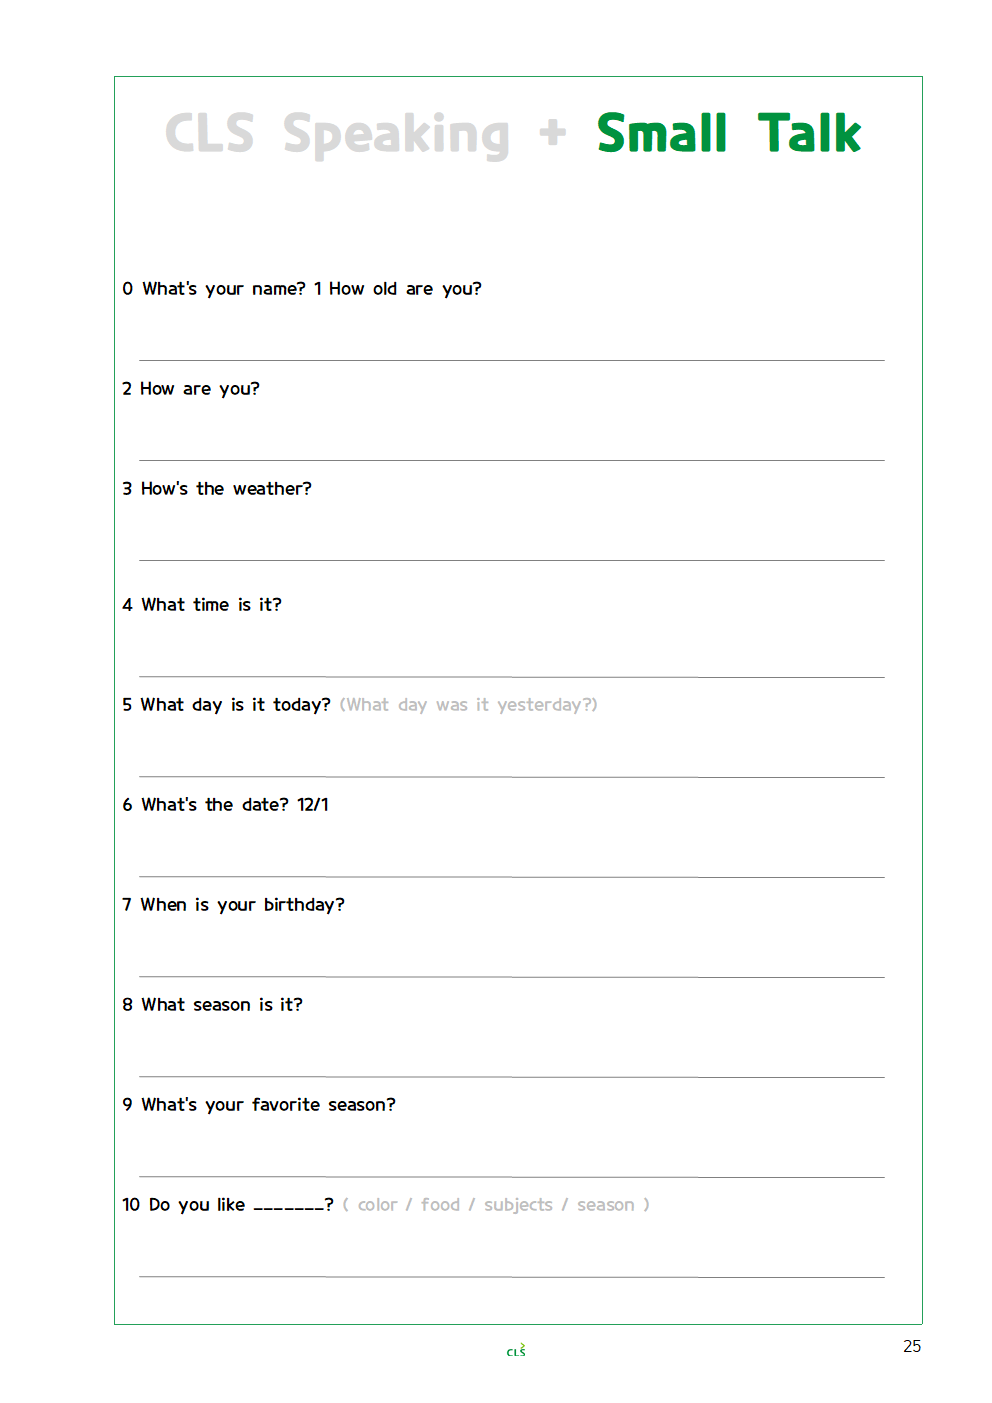 CLS Speaking + Small Talk
0 What's your name? 1 How old are you?
2 How are you?
3 How's the weather?
4 What time is it?
5 What day is it today? (What day was it yesterday?)
6 What's the date? 12/1
7 When is your birthday?
8 What season is it?
9 What's your favorite season?
10 Do you like _______? ( color / food / subjects / season )
CLS
25